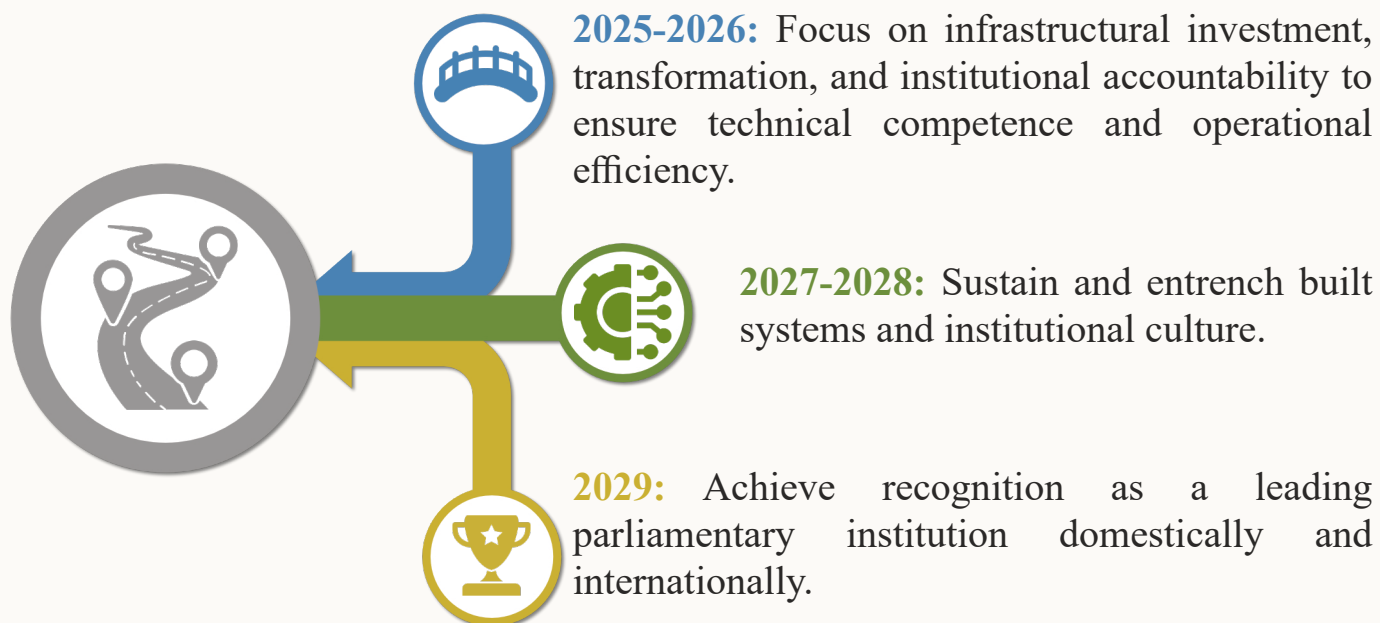 2025-2026: Focus on infrastructural investment,
transformation, and institutional accountability to
ensure technical competence and operational
efficiency.
2027-2028: Sustain and entrench built
systems and institutional culture.
2029: Achieve recognition as a leading
parliamentary institution domestically and
internationally.